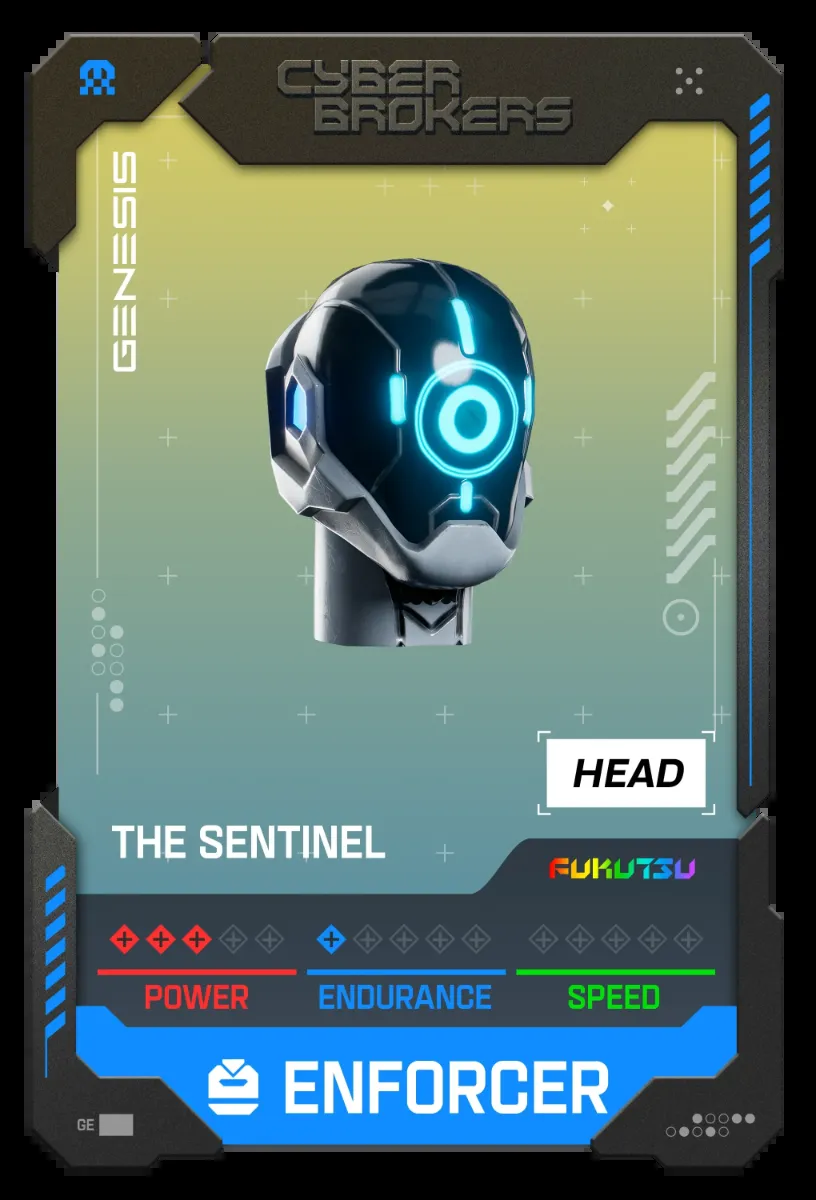 CYBER
BROKERS
GENESIS
HEAD
THE SENTINEL
FUKUTSU
POWER
ENDURANCE
SPEED
ENFORCER
GE